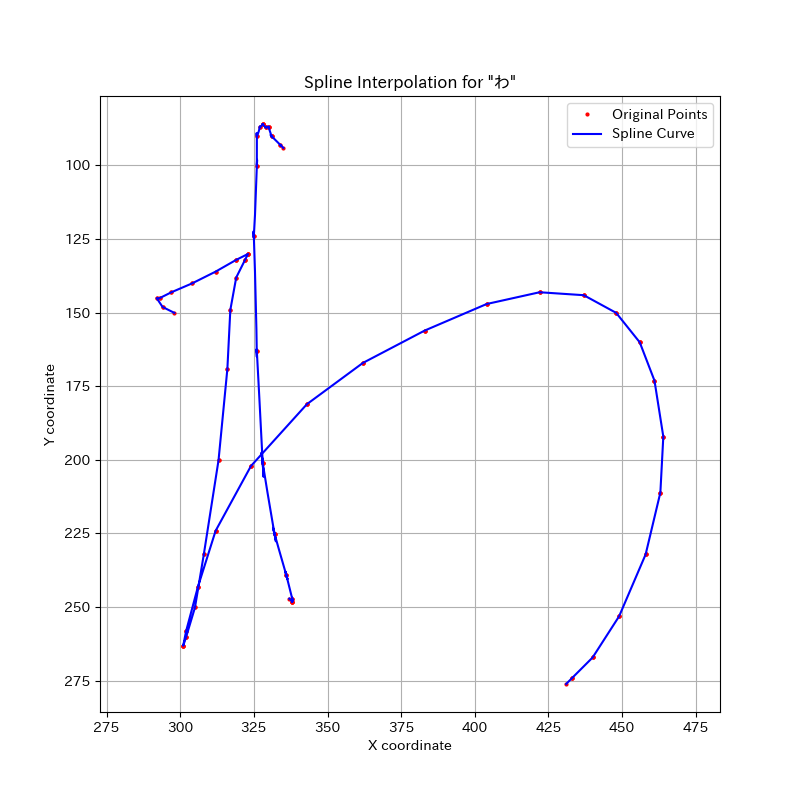 Spline Interpolation for "わ"
Original Points
Spline Curve
100
125
150
175
200
225
250
275
Y coordinate
275 300 325 350 375 400 425 450 475
X coordinate